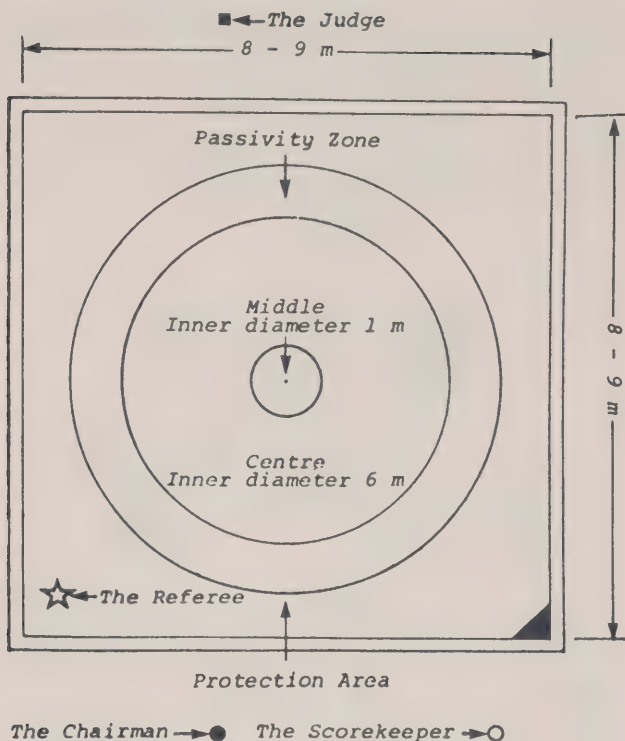 The Judge
8 - 9 m
Passivity Zone
Middle
Inner diameter 1 m
8 - 9 m
Centre
Inner diameter 6 m
The Referee
Protection Area
The Chairman The Scorekeeper